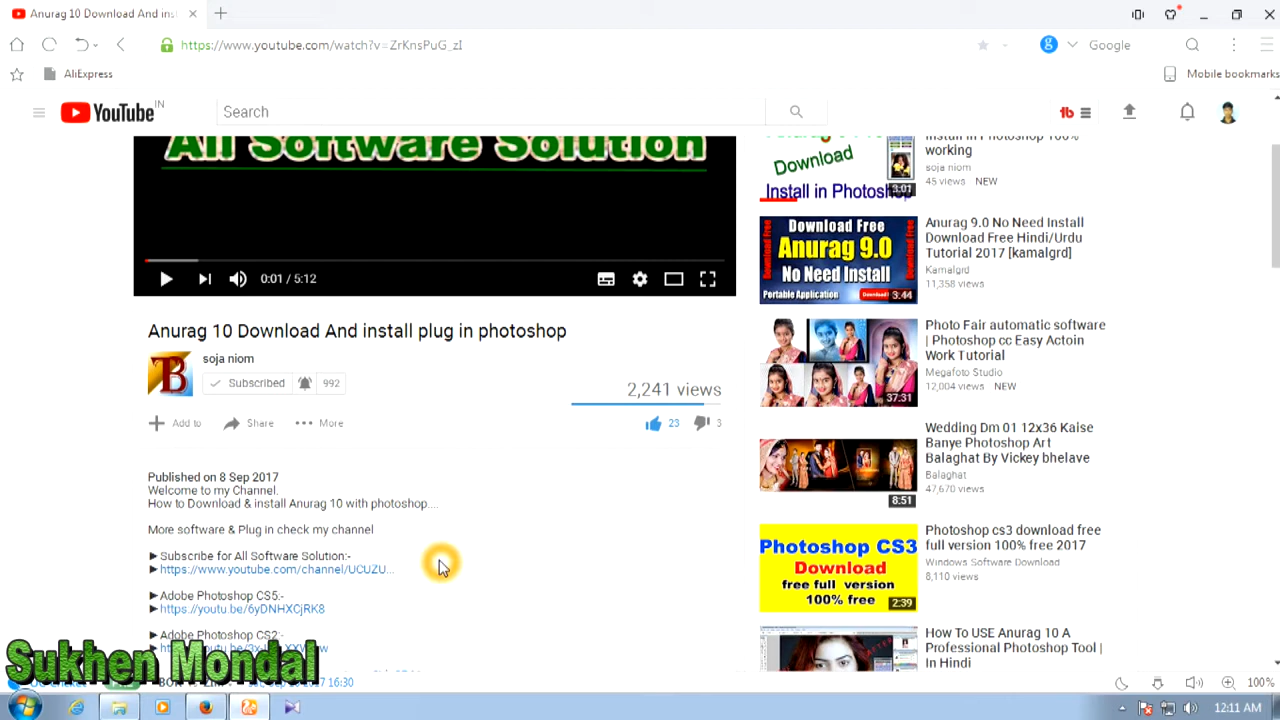 Anurag 10 Download And inst
https://www.youtube.com/watch?v=ZrKnsPuG_zI
Google
AliExpress
Mobile bookmarks
YouTube IN
Search
All Software Solution
0:01 / 5:12
Anurag 10 Download And install plug in photoshop
soja niom
Subscribed
992
2,241 views
Add to
Share
More
23
3
Published on 8 Sep 2017
Welcome to my Channel.
How to Download & install Anurag 10 with photoshop....
More software & Plug in check my channel
►Subscribe for All Software Solution:-
►https://www.youtube.com/channel/UCUZU...
►Adobe Photoshop CS5:-
►https://youtu.be/6yDNHXCjRK8
►Adobe Photoshop CS2:-
Sukhen Mondal
2017 16:30
Download
Install in Photoshop
3:01
Install in Photoshop 100%
working
soja niom
45 views NEW
Download Free
Anurag 9.0
No Need Install
Portable Application
3:44
Download Free
Download Free
Anurag 9.0 No Need Install
Download Free Hindi/Urdu
Tutorial 2017 [kamalgrd]
Kamalgrd
11,358 views
37:31
Photo Fair automatic software
| Photoshop cc Easy Actoin
Work Tutorial
Megafoto Studio
12,004 views NEW
8:51
Wedding Dm 01 12x36 Kaise
Banye Photoshop Art
Balaghat By Vickey bhelave
Balaghat
47,670 views
Photoshop CS3
Download
free full version
100% free
2:39
Photoshop cs3 download free
full version 100% free 2017
Windows Software Download
8,110 views
How To USE Anurag 10 A
Professional Photoshop Tool |
In Hindi
100%
12:11 AM